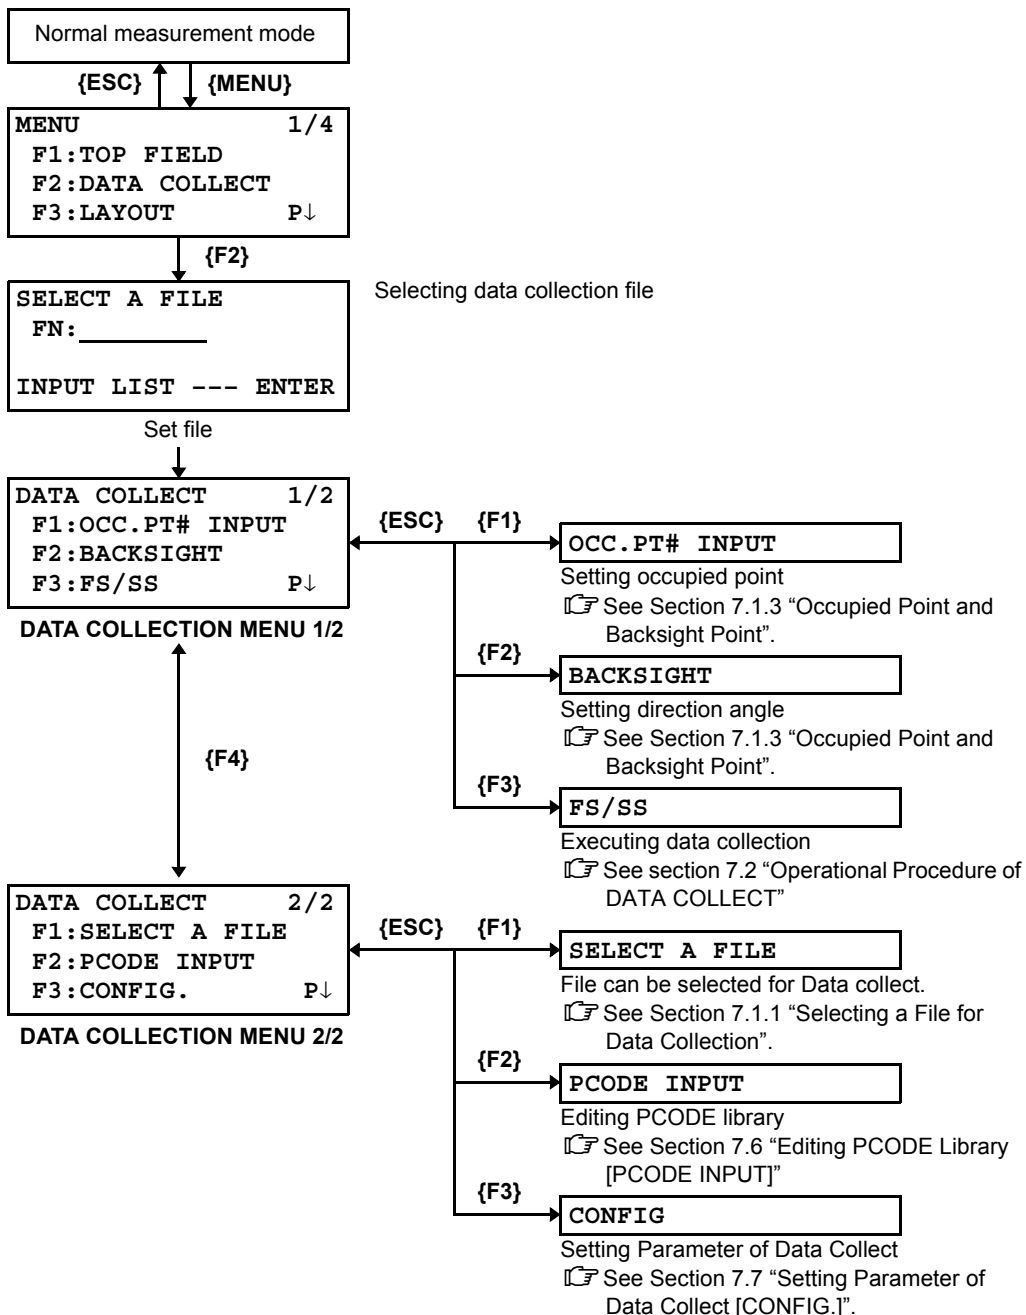 Normal measurement mode
{ESC} {MENU}
MENU 1/4
F1:TOP FIELD
F2:DATA COLLECT
F3:LAYOUT P↓
{F2}
SELECT A FILE
FN:
INPUT LIST --- ENTER
Selecting data collection file
Set file
DATA COLLECT 1/2
F1:OCC.PT# INPUT
F2:BACKSIGHT
F3:FS/SS P↓
DATA COLLECTION MENU 1/2
{ESC} {F1}
OCC.PT# INPUT
Setting occupied point
See Section 7.1.3 “Occupied Point and
Backsight Point”.
{F2}
BACKSIGHT
Setting direction angle
See Section 7.1.3 “Occupied Point and
Backsight Point”.
{F3}
FS/SS
Executing data collection
See section 7.2 “Operational Procedure of
DATA COLLECT”
{F4}
DATA COLLECT 2/2
F1:SELECT A FILE
F2:PCODE INPUT
F3:CONFIG. P↓
DATA COLLECTION MENU 2/2
{ESC} {F1}
SELECT A FILE
File can be selected for Data collect.
See Section 7.1.1 “Selecting a File for
Data Collection”.
{F2}
PCODE INPUT
Editing PCODE library
See Section 7.6 “Editing PCODE Library
[PCODE INPUT]”
{F3}
CONFIG
Setting Parameter of Data Collect
See Section 7.7 “Setting Parameter of
Data Collect [CONFIG.]”.